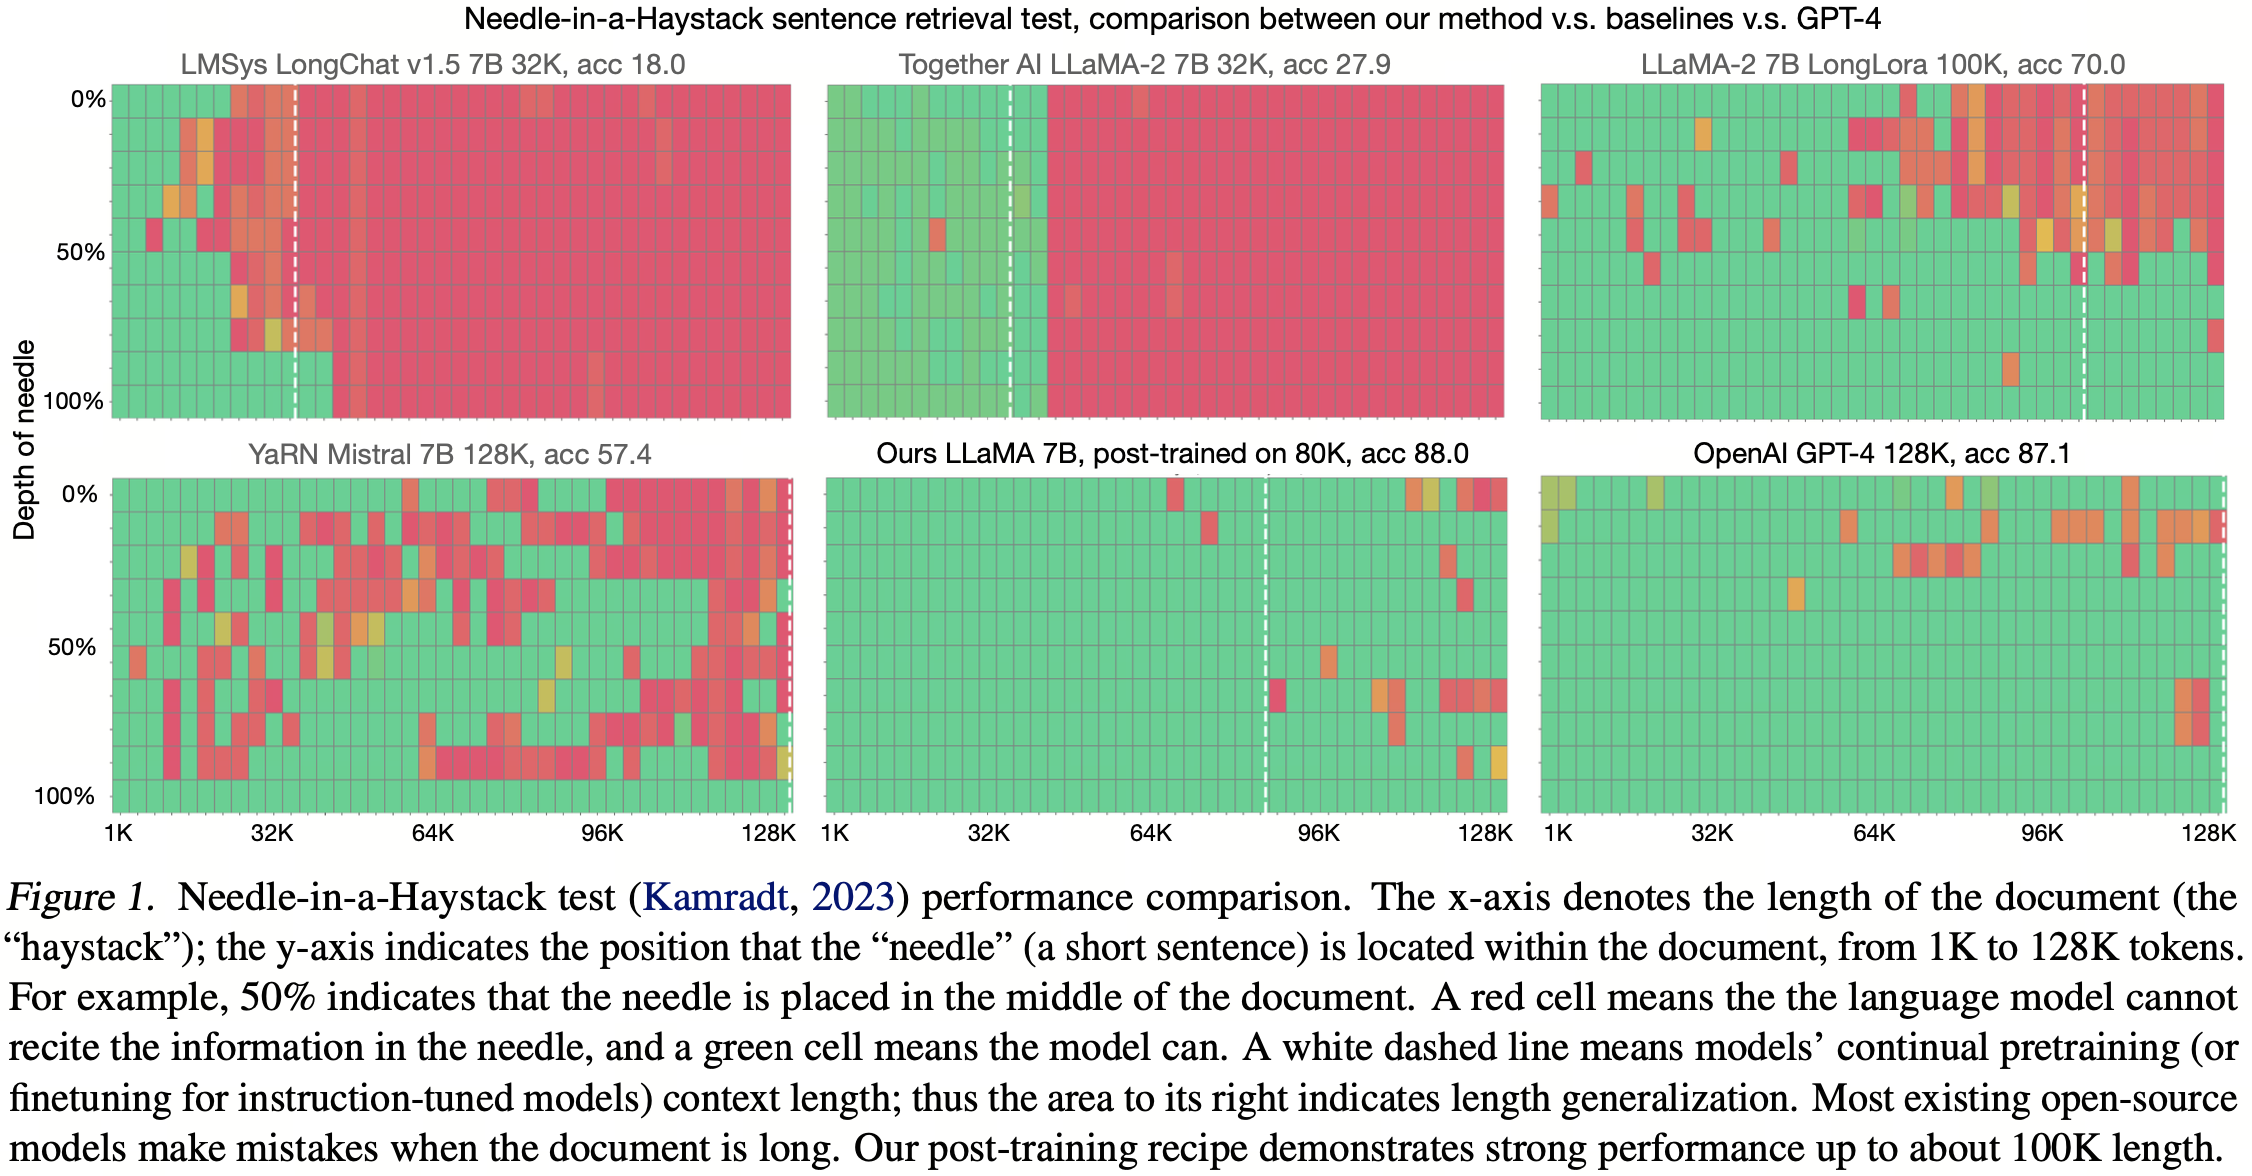 Needle-in-a-Haystack sentence retrieval test, comparison between our method v.s. baselines v.s. GPT-4
LMSys LongChat v1.5 7B 32K, acc 18.0
Together AI LLaMA-2 7B 32K, acc 27.9
LLaMA-2 7B LongLora 100K, acc 70.0
0%
50%
100%
Depth of needle
YaRN Mistral 7B 128K, acc 57.4
Ours LLaMA 7B, post-trained on 80K, acc 88.0
OpenAI GPT-4 128K, acc 87.1
0%
50%
100%
1K 32K 64K 96K 128K
1K 32K 64K 96K 128K
1K 32K 64K 96K 128K
Figure 1. Needle-in-a-Haystack test (Kamradt, 2023) performance comparison. The x-axis denotes the length of the document (the
“haystack”); the y-axis indicates the position that the “needle” (a short sentence) is located within the document, from 1K to 128K tokens.
For example, 50% indicates that the needle is placed in the middle of the document. A red cell means the the language model cannot
recite the information in the needle, and a green cell means the model can. A white dashed line means models’ continual pretraining (or
finetuning for instruction-tuned models) context length; thus the area to its right indicates length generalization. Most existing open-source
models make mistakes when the document is long. Our post-training recipe demonstrates strong performance up to about 100K length.